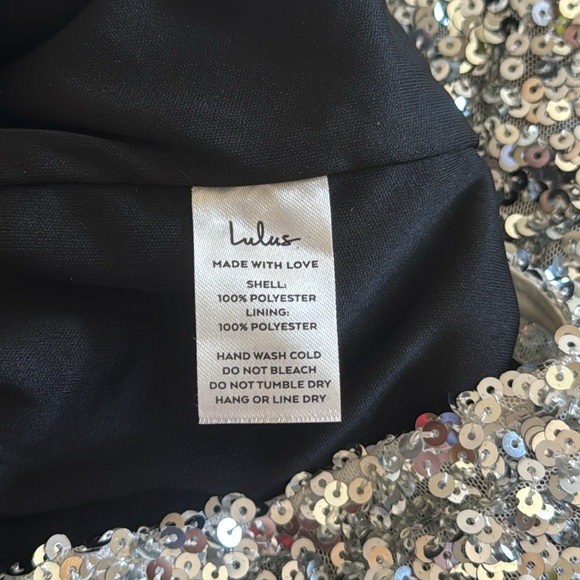 Lulus
MADE WITH LOVE
SHELL:
100% POLYESTER
LINING:
100% POLYESTER
HAND WASH COLD
DO NOT BLEACH
DO NOT TUMBLE DRY
HANG OR LINE DRY